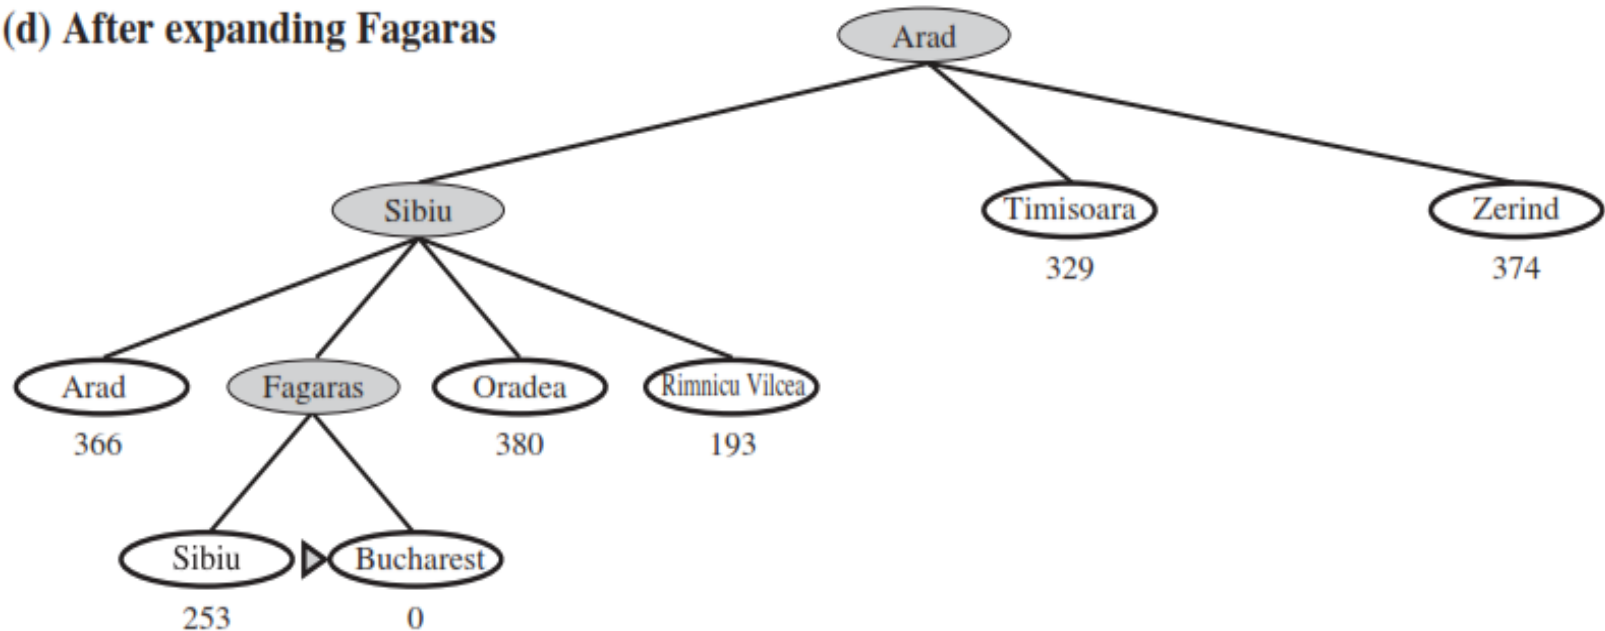 (d) After expanding Fagaras
Arad
Sibiu
Timisoara
Zerind
329
374
Arad
Fagaras
Oradea
Rimnicu Vilcea
366
380
193
Sibiu
Bucharest
253
0